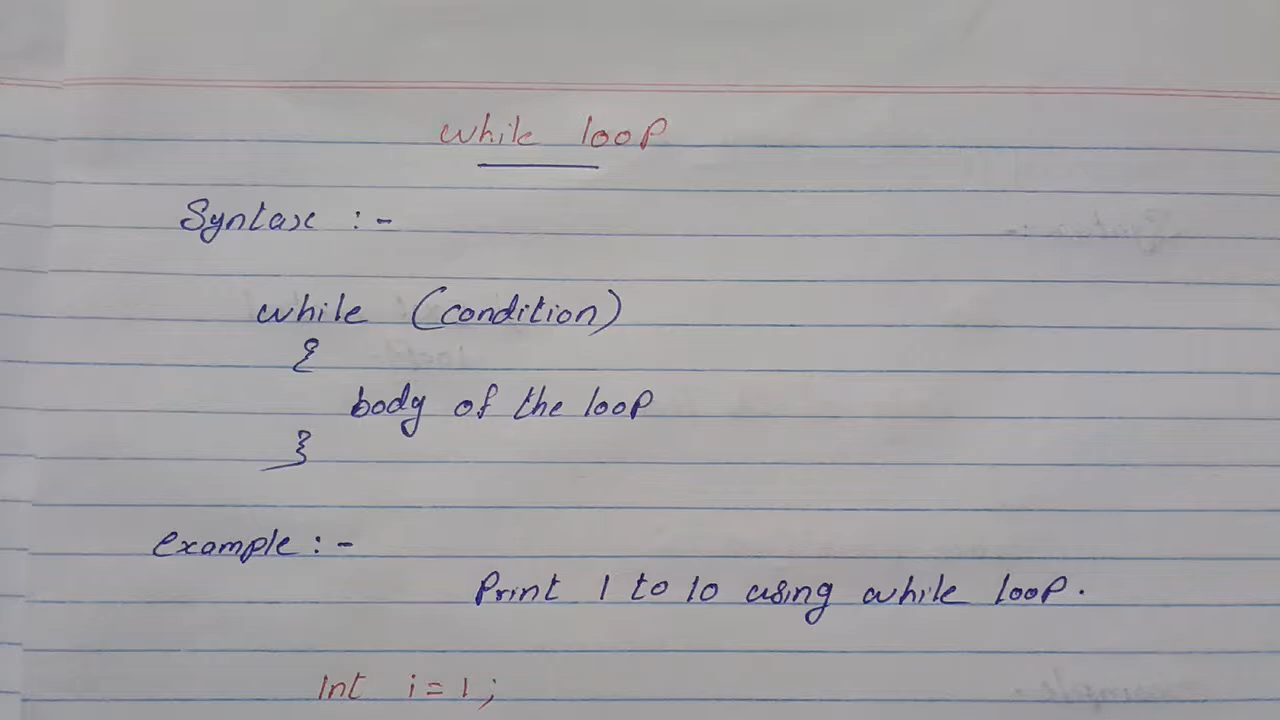 while loop
Syntax :-
while (condition)
{
body of the loop
}
example :-
Print 1 to 10 using while loop.
Int i = 1;